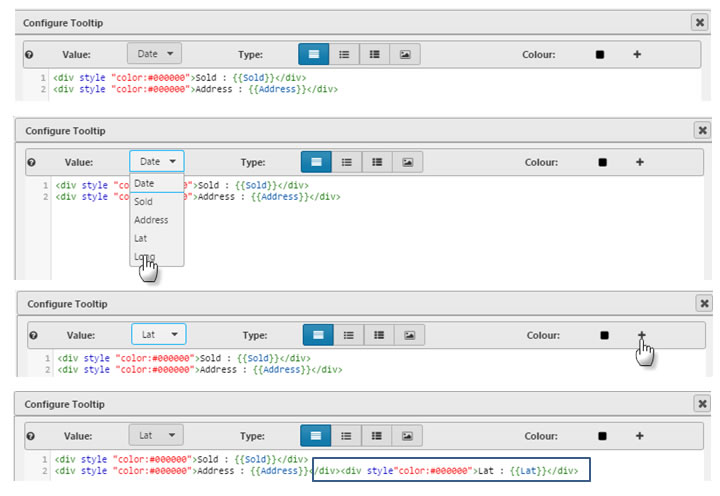 Configure Tooltip
Value: Date Type: Colour: +
1 <div style "color:#000000">Sold : {{Sold}}</div>
2 <div style "color:#000000">Address : {{Address}}</div>
Configure Tooltip
Value: Date Type: Colour: +
1 <div style "co 0">Sold : {{Sold}}</div>
2 <div style "co 0">Address : {{Address}}</div>
Date
Sold
Address
Lat
Long
Configure Tooltip
Value: Lat Type: Colour: +
1 <div style "color:#000000">Sold : {{Sold}}</div>
2 <div style "color:#000000">Address : {{Address}}</div>
Configure Tooltip
Value: Lat Type: Colour: +
1 <div style "color:#000000">Sold : {{Sold}}</div>
2 <div style "color:#000000">Address : {{Address}}</div><div style"color:#000000">Lat : {{Lat}}</div>